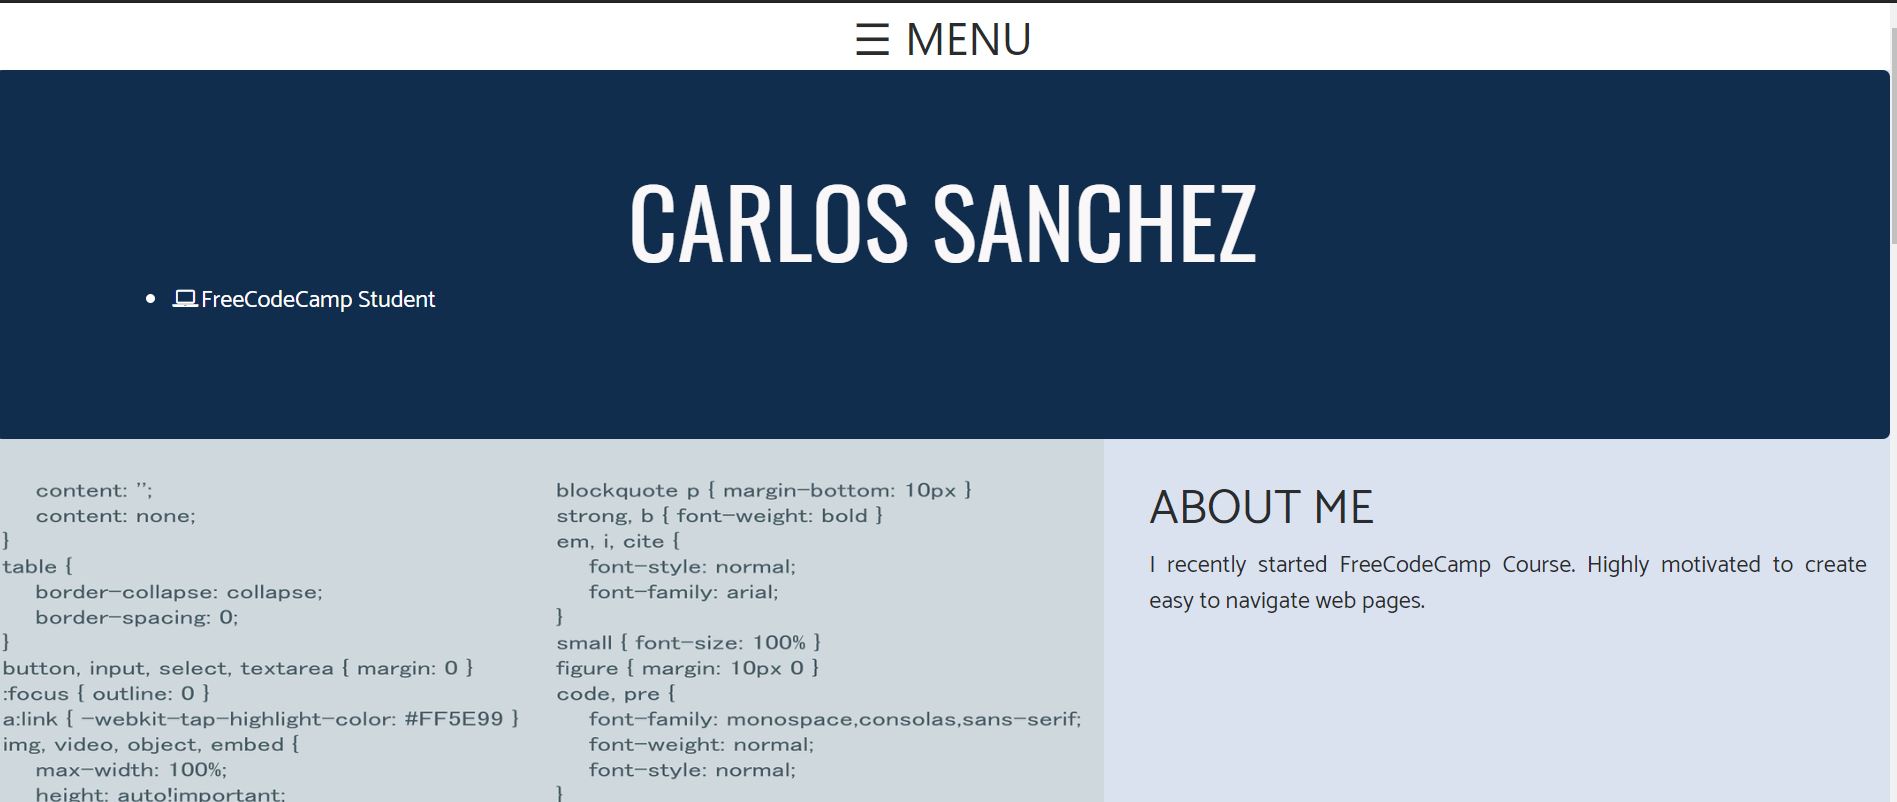 ☰ MENU
CARLOS SANCHEZ
• FreeCodeCamp Student
content: '';
content: none;
}
table {
border-collapse: collapse;
border-spacing: 0;
}
button, input, select, textarea { margin: 0 }
:focus { outline: 0 }
a:link { -webkit-tap-highlight-color: #FF5E99 }
img, video, object, embed {
max-width: 100%;
height: auto!important;
blockquote p { margin-bottom: 10px }
strong, b { font-weight: bold }
em, i, cite {
font-style: normal;
font-family: arial;
}
small { font-size: 100% }
figure { margin: 10px 0 }
code, pre {
font-family: monospace,consolas,sans-serif;
font-weight: normal;
font-style: normal;
}
ABOUT ME
I recently started FreeCodeCamp Course. Highly motivated to create
easy to navigate web pages.